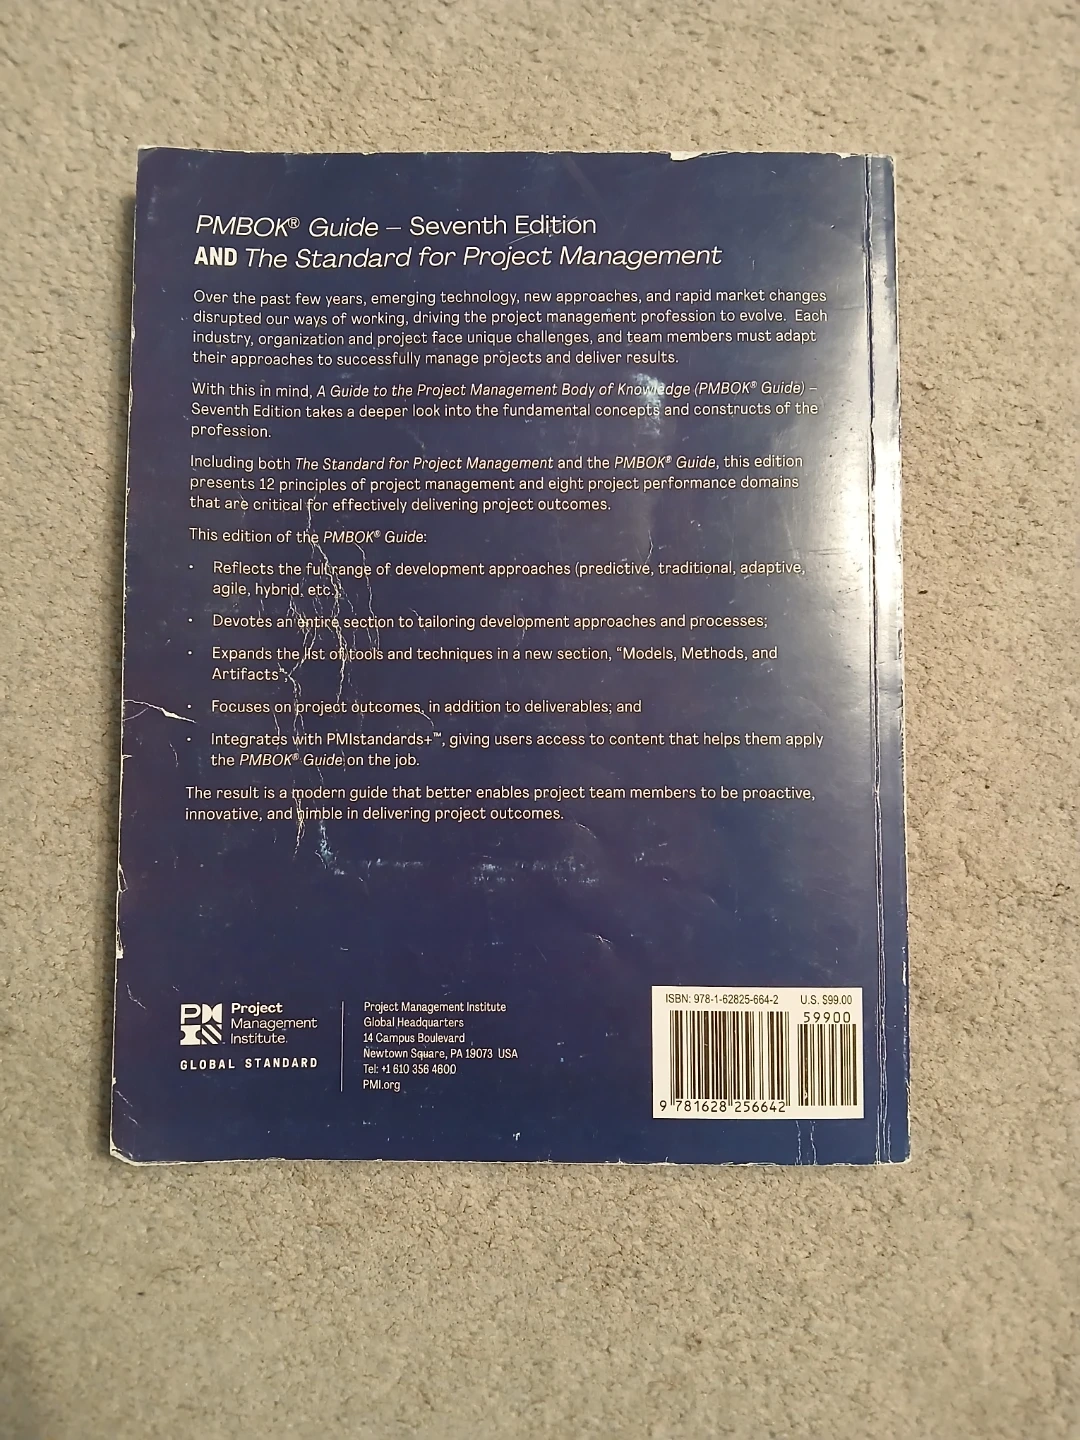 PMBOK® Guide – Seventh Edition
AND The Standard for Project Management
Over the past few years, emerging technology, new approaches, and rapid market changes
disrupted our ways of working, driving the project management profession to evolve. Each
industry, organization and project face unique challenges, and team members must adapt
their approaches to successfully manage projects and deliver results.
With this in mind, A Guide to the Project Management Body of Knowledge (PMBOK® Guide) –
Seventh Edition takes a deeper look into the fundamental concepts and constructs of the
profession.
Including both The Standard for Project Management and the PMBOK® Guide, this edition
presents 12 principles of project management and eight project performance domains
that are critical for effectively delivering project outcomes.
This edition of the PMBOK® Guide:
• Reflects the full range of development approaches (predictive, traditional, adaptive,
agile, hybrid, etc.);
• Devotes an entire section to tailoring development approaches and processes;
• Expands the list of tools and techniques in a new section, “Models, Methods, and
Artifacts”;
• Focuses on project outcomes, in addition to deliverables; and
• Integrates with PMIstandards+™, giving users access to content that helps them apply
the PMBOK® Guide on the job.
The result is a modern guide that better enables project team members to be proactive,
innovative, and nimble in delivering project outcomes.
Project
Management
Institute.
GLOBAL STANDARD
Project Management Institute
Global Headquarters
14 Campus Boulevard
Newtown Square, PA 19073 USA
Tel: +1 610 356 4600
PMI.org
ISBN: 978-1-62825-664-2 U.S. $99.00
59900
9 781628 256642